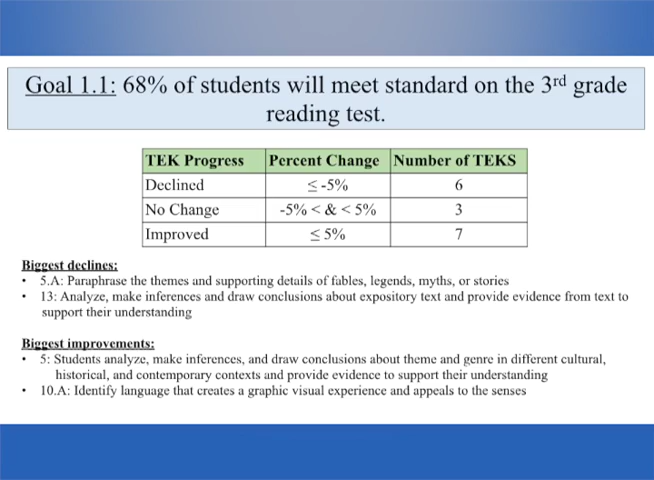 Goal 1.1: 68% of students will meet standard on the 3rd grade
reading test.
TEK Progress Percent Change Number of TEKS
Declined ≤ -5% 6
No Change -5% < & < 5% 3
Improved ≤ 5% 7
Biggest declines:
• 5.A: Paraphrase the themes and supporting details of fables, legends, myths, or stories
• 13: Analyze, make inferences and draw conclusions about expository text and provide evidence from text to
support their understanding
Biggest improvements:
• 5: Students analyze, make inferences, and draw conclusions about theme and genre in different cultural,
historical, and contemporary contexts and provide evidence to support their understanding
• 10.A: Identify language that creates a graphic visual experience and appeals to the senses